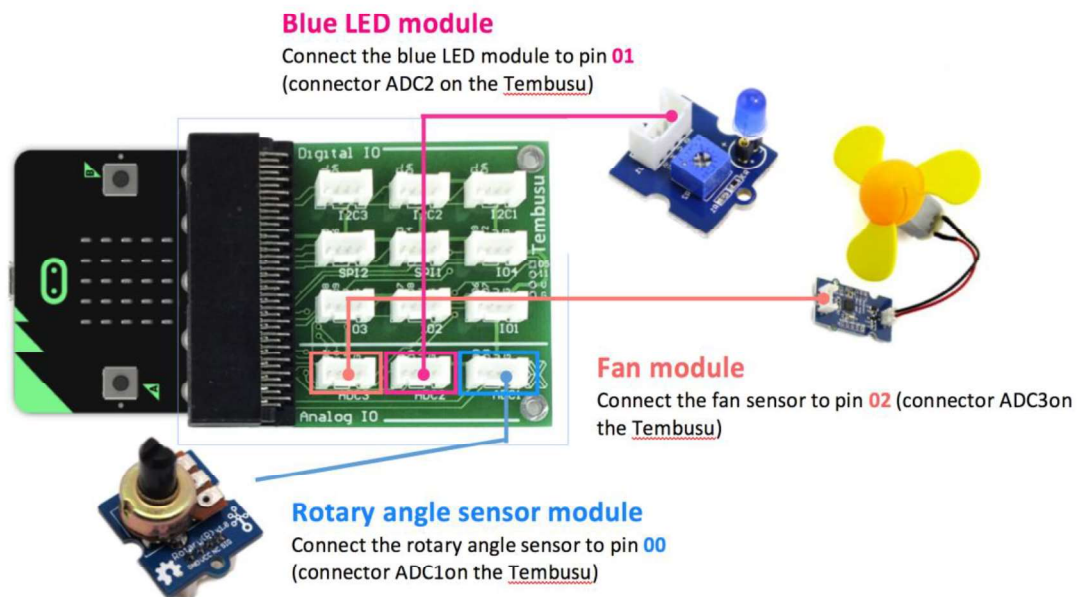 Blue LED module
Connect the blue LED module to pin 01
(connector ADC2 on the Tembusu)
Digital IO
I2C3 I2C2 I2C1
Tembusu
SPI2 SPI1 IO4
IO3 IO2 IO1
ADC3 ADC2 ADC1
Analog IO
B
A
Fan module
Connect the fan sensor to pin 02 (connector ADC3on
the Tembusu)
Rotary angle sensor module
Connect the rotary angle sensor to pin 00
(connector ADC1on the Tembusu)